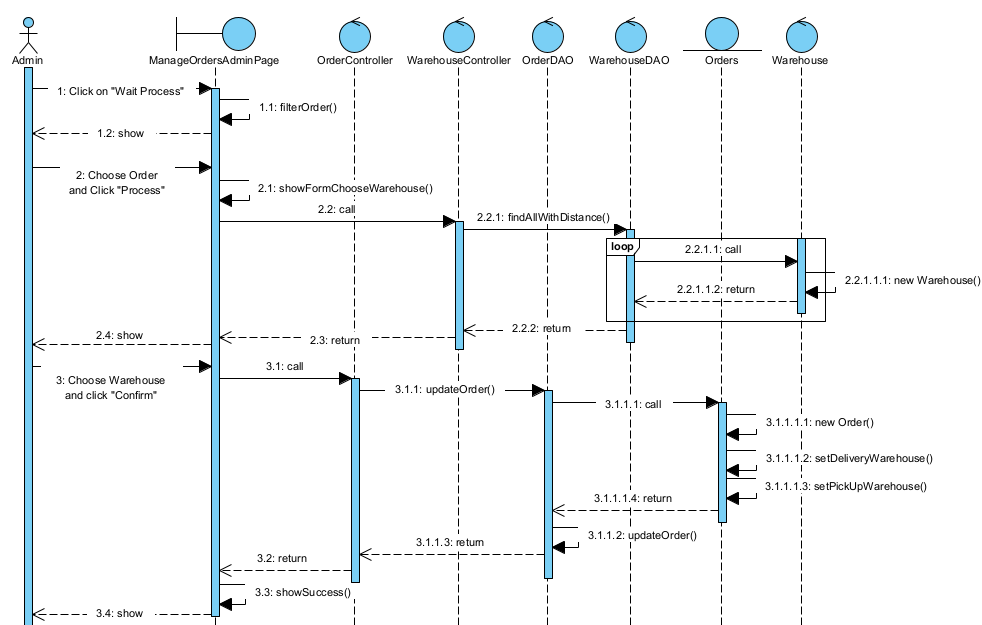 Admin
ManageOrdersAdminPage
OrderController
WarehouseController
OrderDAO
WarehouseDAO
Orders
Warehouse
1: Click on "Wait Process"
1.1: filterOrder()
1.2: show
2: Choose Order
and Click "Process"
2.1: showFormChooseWarehouse()
2.2: call
2.2.1: findAllWithDistance()
loop
2.2.1.1: call
2.2.1.1.1: new Warehouse()
2.2.1.1.2: return
2.2.2: return
2.3: return
2.4: show
3: Choose Warehouse
and click "Confirm"
3.1: call
3.1.1: updateOrder()
3.1.1.1: call
3.1.1.1.1: new Order()
3.1.1.1.2: setDeliveryWarehouse()
3.1.1.1.3: setPickUpWarehouse()
3.1.1.1.4: return
3.1.1.2: updateOrder()
3.1.1.3: return
3.2: return
3.3: showSuccess()
3.4: show